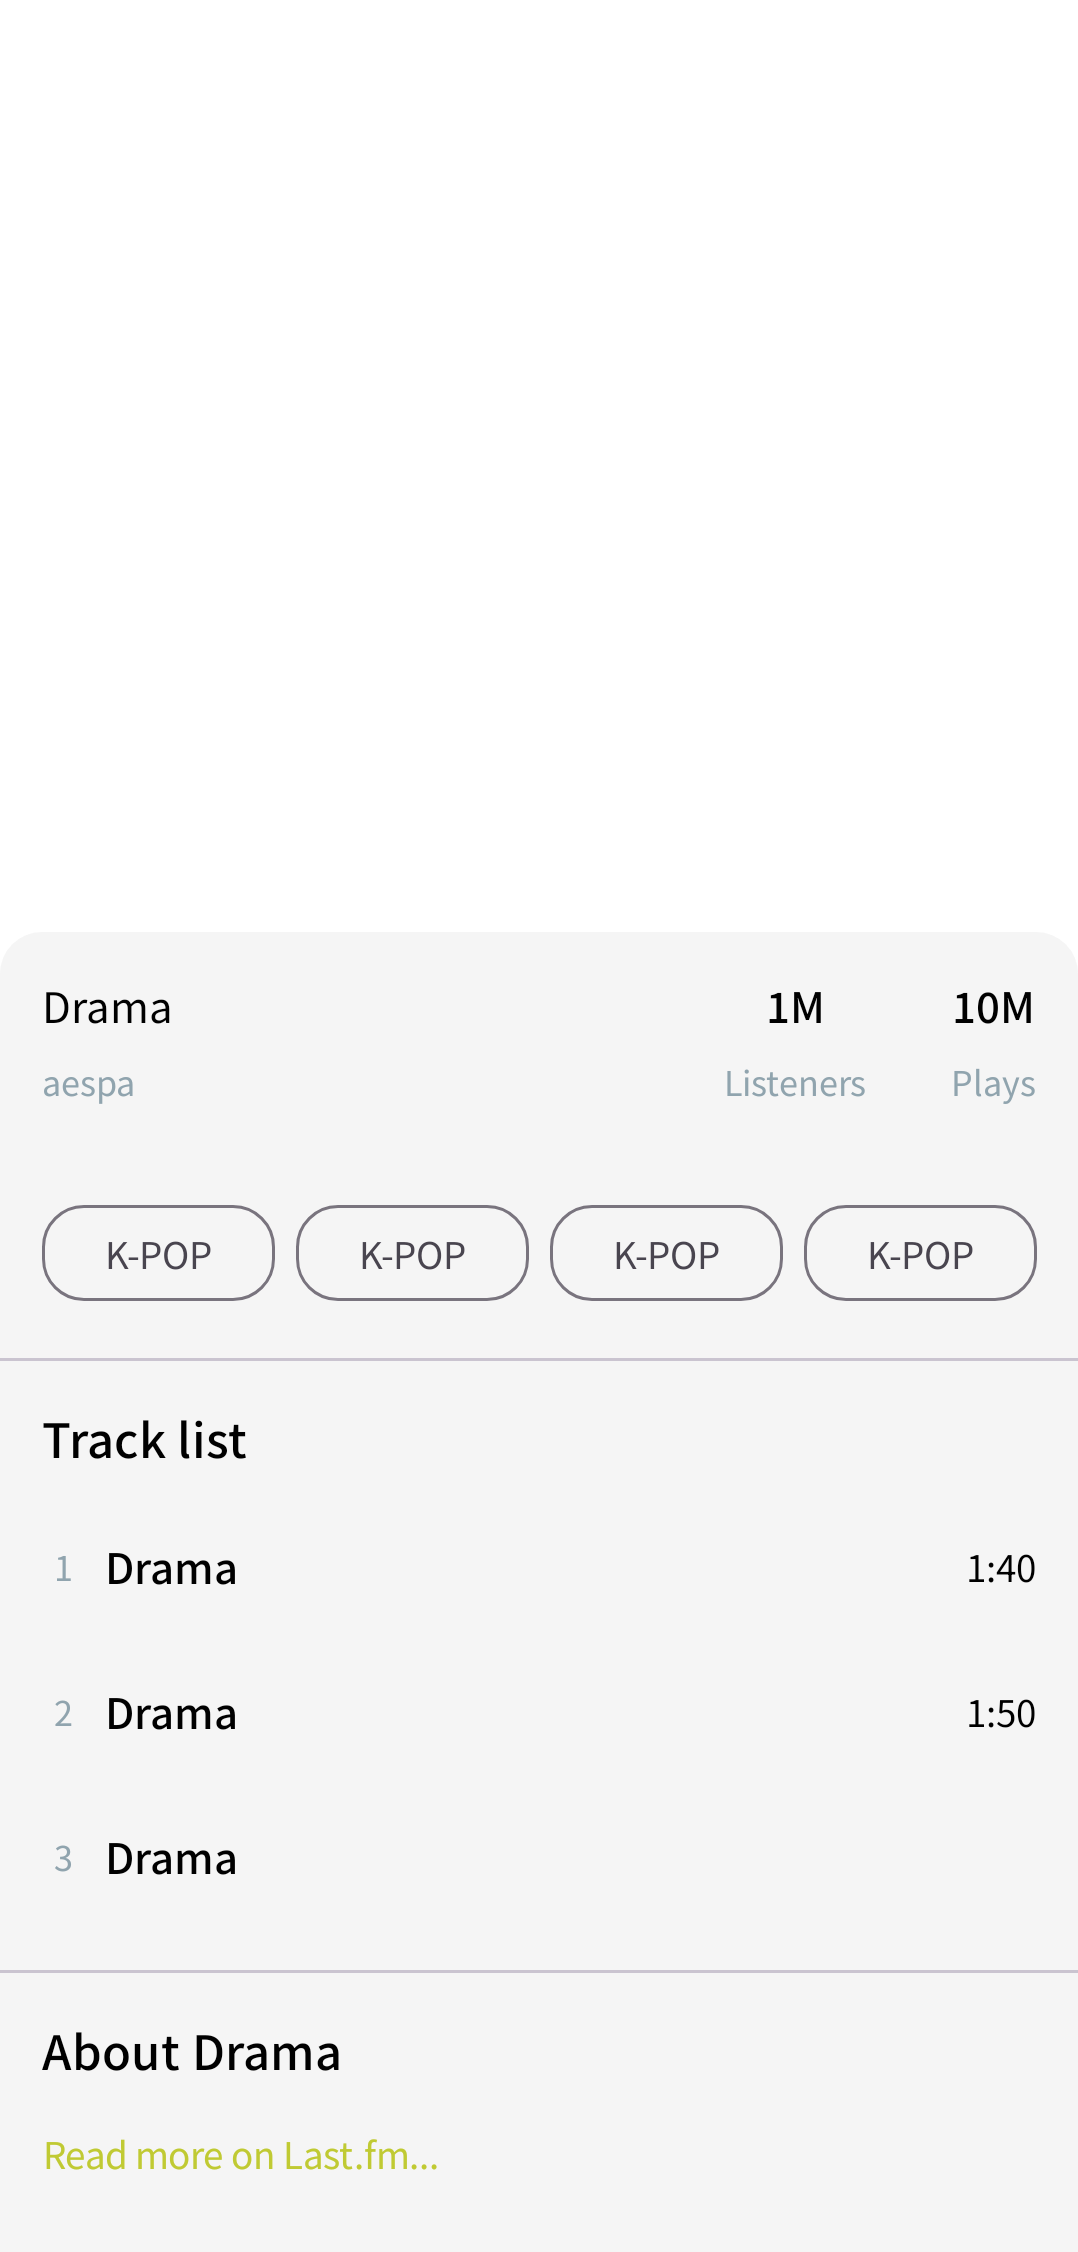 Drama 1M 10M
aespa Listeners Plays
K-POP K-POP K-POP K-POP
Track list
1 Drama 1:40
2 Drama 1:50
3 Drama
About Drama
Read more on Last.fm...